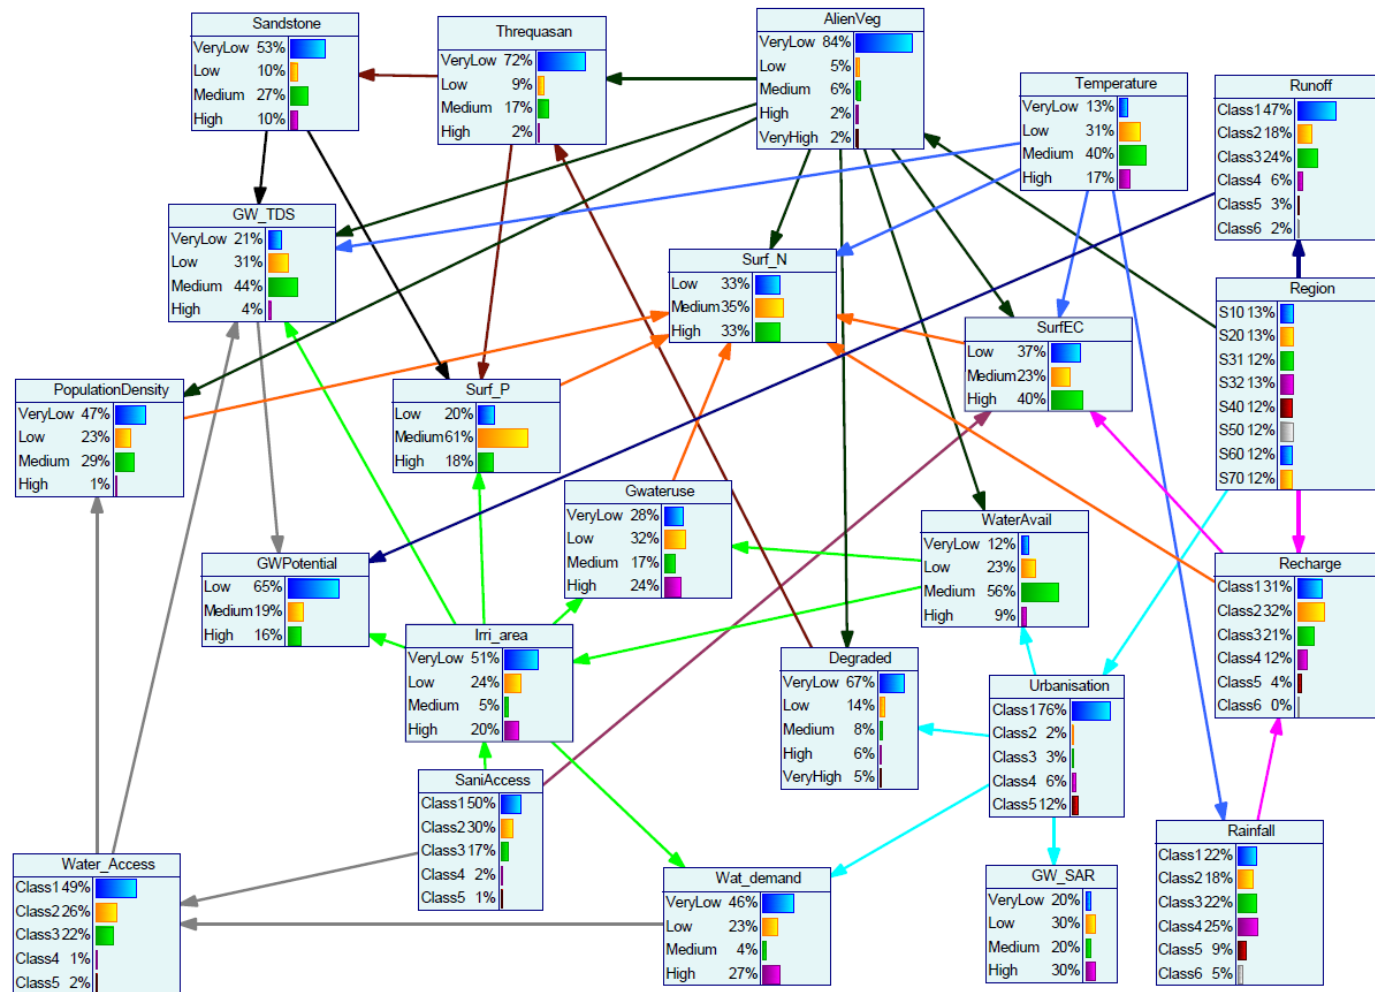 Sandstone
VeryLow 53%
Low 10%
Medium 27%
High 10%
Threquasan
VeryLow 72%
Low 9%
Medium 17%
High 2%
AlienVeg
VeryLow 84%
Low 5%
Medium 6%
High 2%
VeryHigh 2%
Temperature
VeryLow 13%
Low 31%
Medium 40%
High 17%
Runoff
Class1 47%
Class2 18%
Class3 24%
Class4 6%
Class5 3%
Class6 2%
GW_TDS
VeryLow 21%
Low 31%
Medium 44%
High 4%
Surf_N
Low 33%
Medium 35%
High 33%
Region
S10 13%
S20 13%
S31 12%
S32 13%
S40 12%
S50 12%
S60 12%
S70 12%
SurfEC
Low 37%
Medium 23%
High 40%
PopulationDensity
VeryLow 47%
Low 23%
Medium 29%
High 1%
Surf_P
Low 20%
Medium 61%
High 18%
Gwateruse
VeryLow 28%
Low 32%
Medium 17%
High 24%
WaterAvail
VeryLow 12%
Low 23%
Medium 56%
High 9%
GWPotential
Low 65%
Medium 19%
High 16%
Recharge
Class1 31%
Class2 32%
Class3 21%
Class4 12%
Class5 4%
Class6 0%
Irri_area
VeryLow 51%
Low 24%
Medium 5%
High 20%
Degraded
VeryLow 67%
Low 14%
Medium 8%
High 6%
VeryHigh 5%
Urbanisation
Class1 76%
Class2 2%
Class3 3%
Class4 6%
Class5 12%
SaniAccess
Class1 50%
Class2 30%
Class3 17%
Class4 2%
Class5 1%
Water_Access
Class1 49%
Class2 26%
Class3 22%
Class4 1%
Class5 2%
Wat_demand
VeryLow 46%
Low 23%
Medium 4%
High 27%
GW_SAR
VeryLow 20%
Low 30%
Medium 20%
High 30%
Rainfall
Class1 22%
Class2 18%
Class3 22%
Class4 25%
Class5 9%
Class6 5%